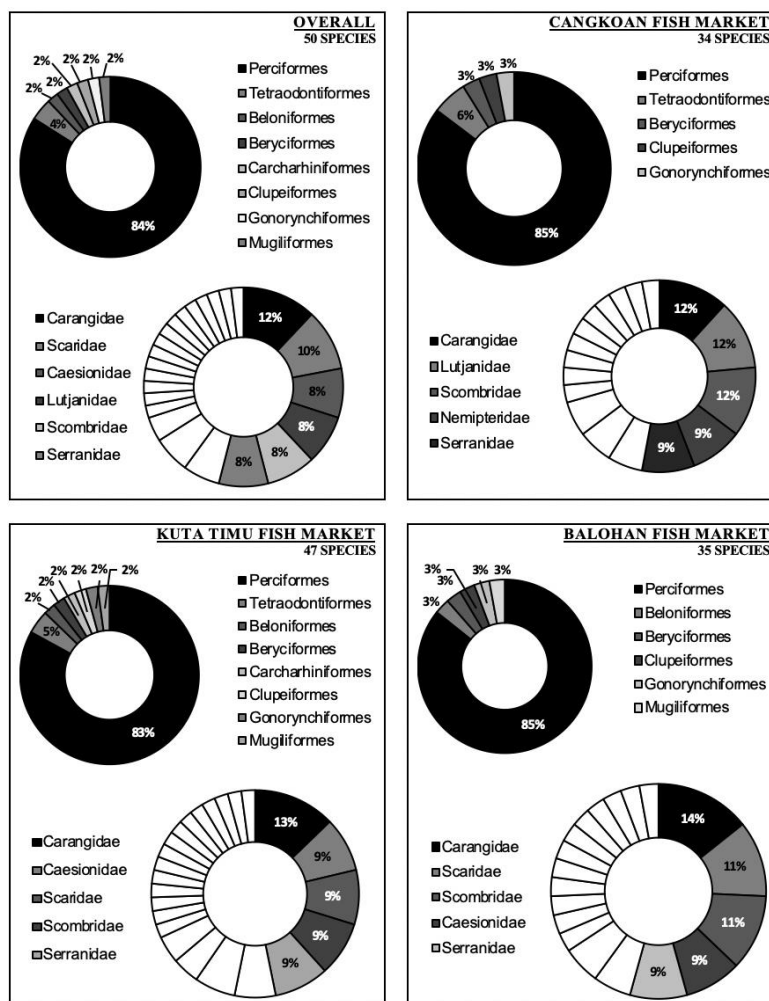 OVERALL
50 SPECIES
2% 2% 2%
2% 2%
2%
4%
84%
Perciformes
Tetraodontiformes
Beloniformes
Beryciformes
Carcharhiniformes
Clupeiformes
Gonorynchiformes
Mugiliformes
Carangidae
Scaridae
Caesionidae
Lutjanidae
Scombridae
Serranidae
12%
10%
8%
8%
8%
8%
CANGKOAN FISH MARKET
34 SPECIES
3% 3%
3%
6%
85%
Perciformes
Tetraodontiformes
Beryciformes
Clupeiformes
Gonorynchiformes
Carangidae
Lutjanidae
Scombridae
Nemipteridae
Serranidae
12%
12%
12%
9%
9%
KUTA TIMU FISH MARKET
47 SPECIES
2% 2% 2% 2%
2%
2%
5%
83%
Perciformes
Tetraodontiformes
Beloniformes
Beryciformes
Carcharhiniformes
Clupeiformes
Gonorynchiformes
Mugiliformes
Carangidae
Caesionidae
Scaridae
Scombridae
Serranidae
13%
9%
9%
9%
9%
BALOHAN FISH MARKET
35 SPECIES
3% 3% 3%
3%
3%
85%
Perciformes
Beloniformes
Beryciformes
Clupeiformes
Gonorynchiformes
Mugiliformes
Carangidae
Scaridae
Scombridae
Caesionidae
Serranidae
14%
11%
11%
9%
9%